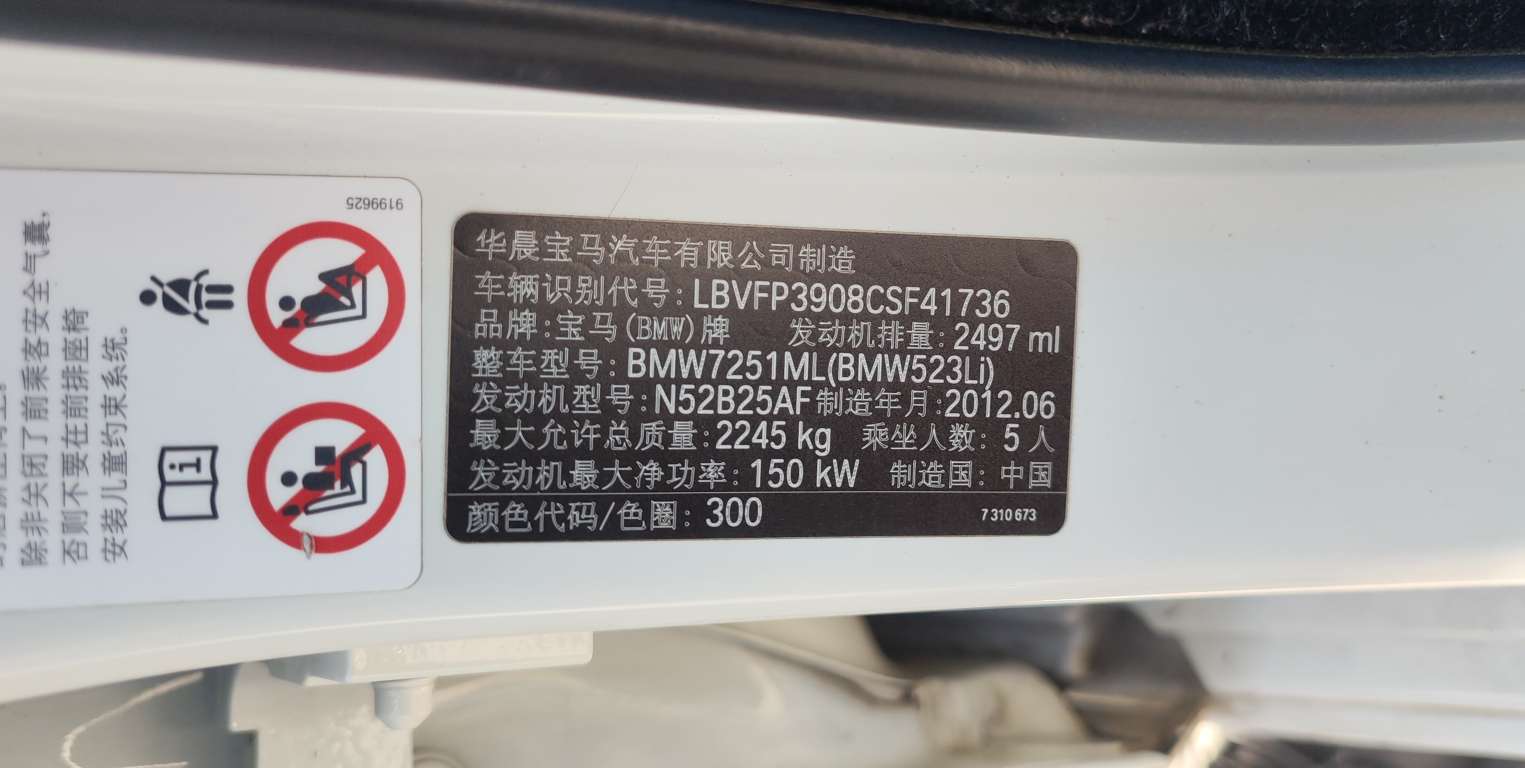 华晨宝马汽车有限公司制造
车辆识别代号:LBVFP3908CSF41736
品牌:宝马(BMW)牌 发动机排量:2497 ml
整车型号:BMW7251ML(BMW523Li)
发动机型号:N52B25AF 制造年月:2012.06
最大允许总质量:2245 kg 乘坐人数: 5 人
发动机最大净功率:150 kW 制造国: 中国
颜色代码/色圈: 300 7 310 673
9199625
除非关闭了前乘客安全气囊,
否则不要在前排座椅
安装儿童约束系统。